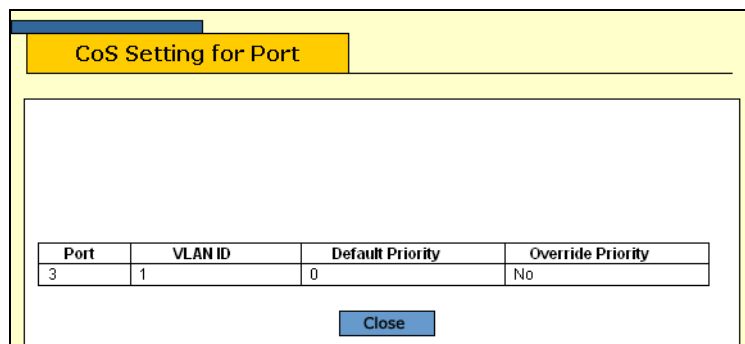 CoS Setting for Port
Port VLAN ID Default Priority Override Priority
3 1 0 No
Close